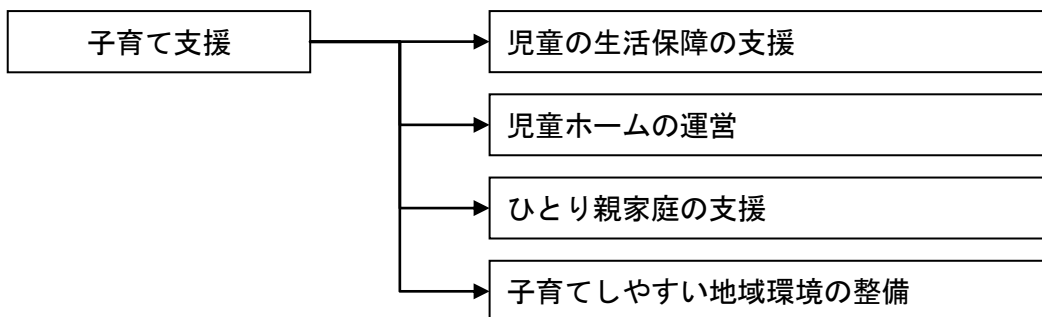 子育て支援
児童の生活保障の支援
児童ホームの運営
ひとり親家庭の支援
子育てしやすい地域環境の整備